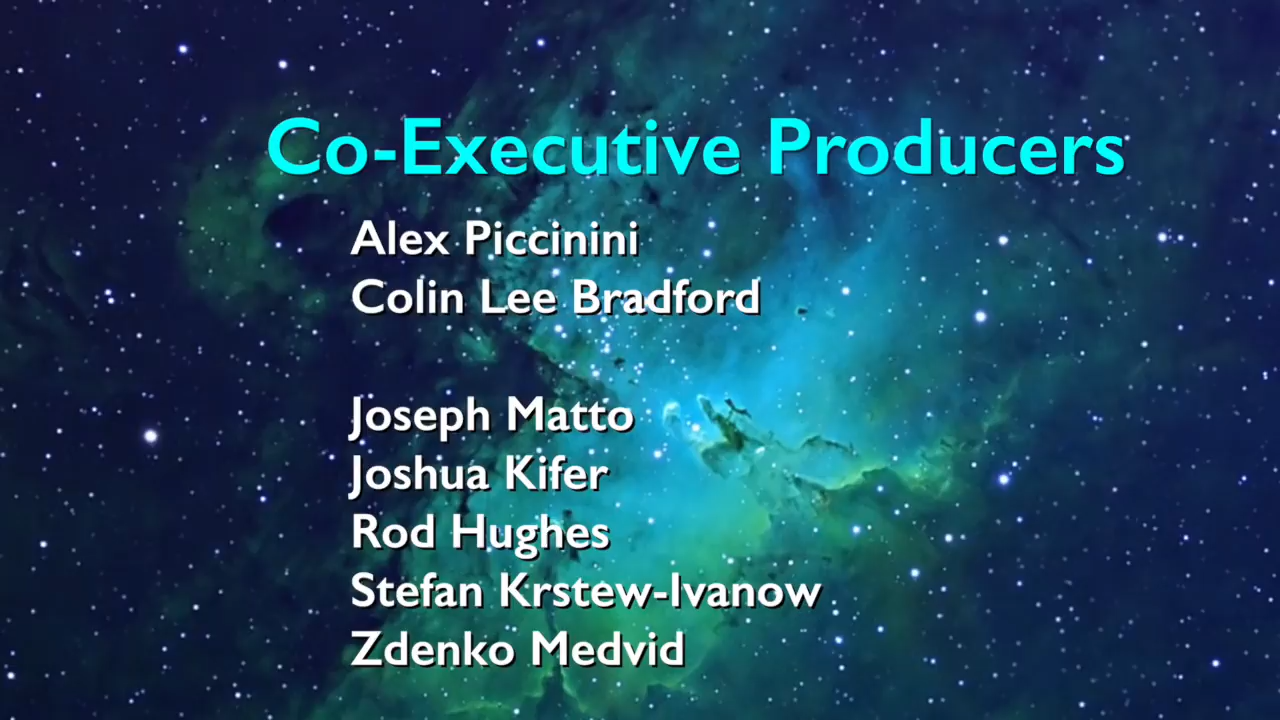 Co-Executive Producers
Alex Piccinini
Colin Lee Bradford
Joseph Matto
Joshua Kifer
Rod Hughes
Stefan Krstew-Ivanow
Zdenko Medvid